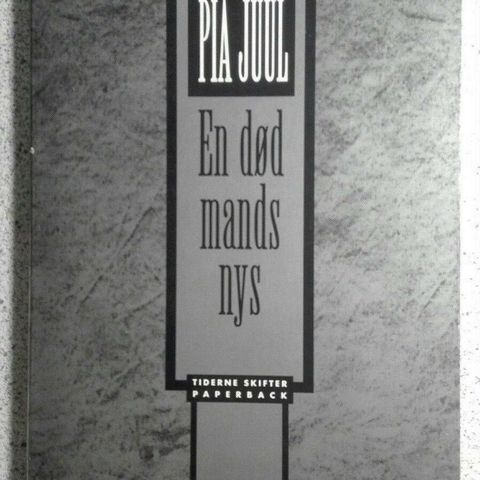 PIA JUUL
En død
mands
nys
TIDERNE SKIFTER
PAPERBACK